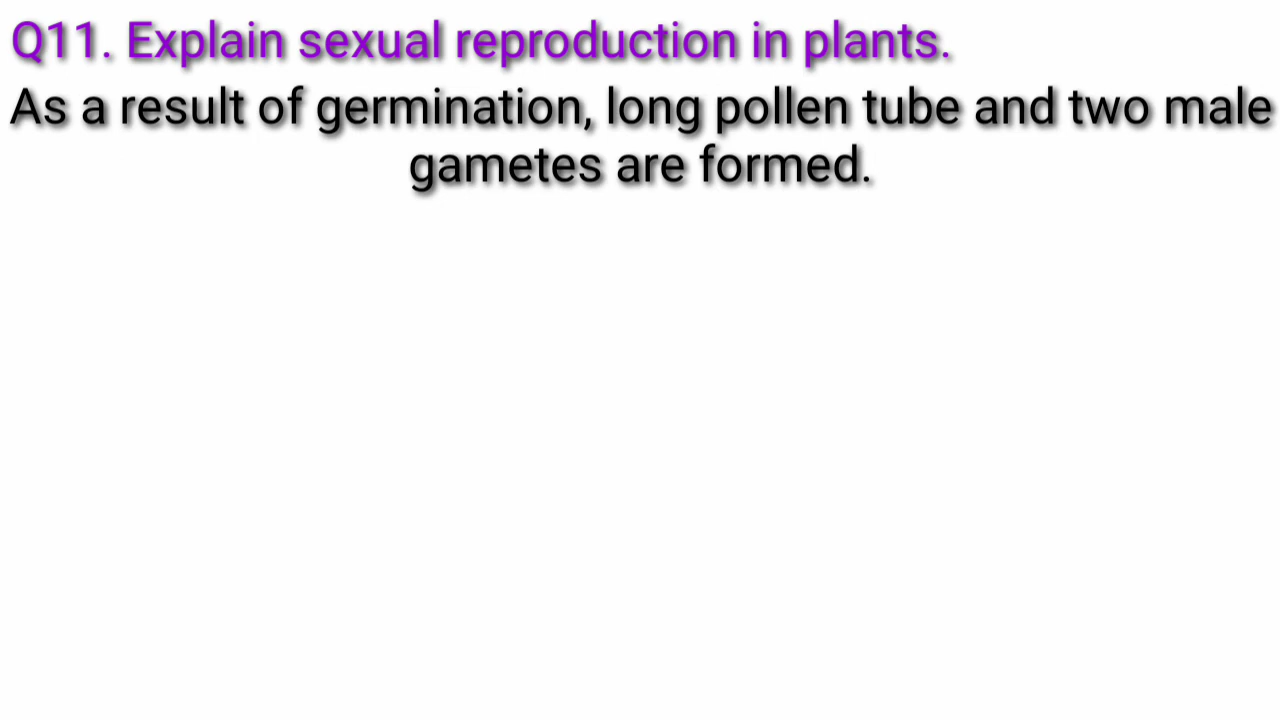 Q11. Explain sexual reproduction in plants.
As a result of germination, long pollen tube and two male
gametes are formed.